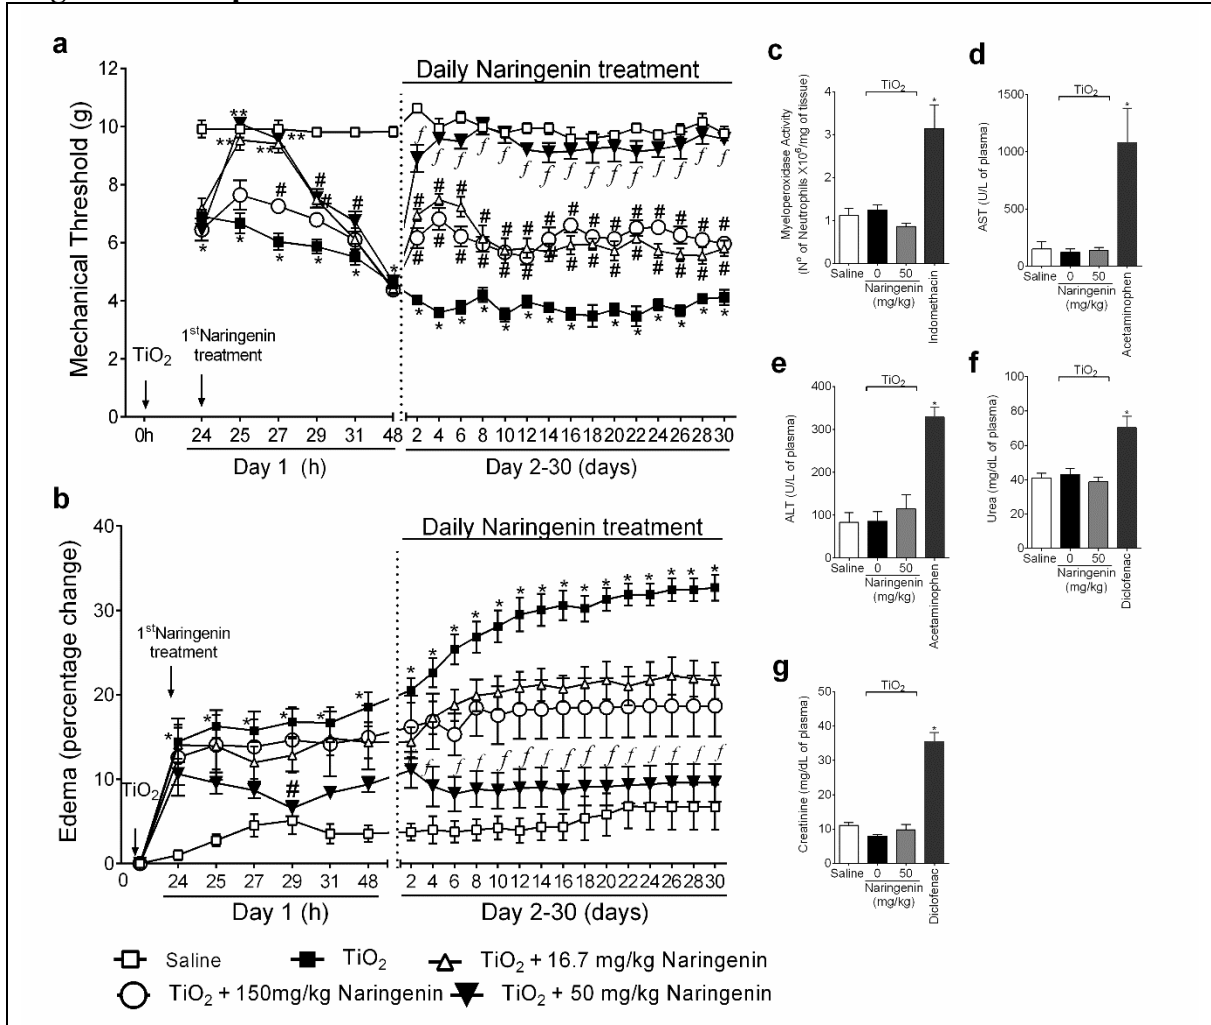 a
Daily Naringenin treatment
Mechanical Threshold (g)
12
10
8
6
4
2
0
TiO2
1st Naringenin
treatment
0h 24 25 27 29 31 48 2 4 6 8 10 12 14 16 18 20 22 24 26 28 30
Day 1 (h)
Day 2-30 (days)
b
Daily Naringenin treatment
Edema (percentage change)
40
30
20
10
0
TiO2
1st Naringenin
treatment
0 24 25 27 29 31 48 2 4 6 8 10 12 14 16 18 20 22 24 26 28 30
Day 1 (h)
Day 2-30 (days)
Saline
TiO2
TiO2 + 16.7 mg/kg Naringenin
TiO2 + 150mg/kg Naringenin
TiO2 + 50 mg/kg Naringenin
c
TiO2
Myeloperoxidase Activity
(N° of Neutrophils X10⁶/mg of tissue)
4
3
2
1
0
*
Saline 0 50 Indomethacin
Naringenin
(mg/kg)
d
TiO2
AST (U/L of plasma)
1500
1000
500
0
*
Saline 0 50 Acetaminophen
Naringenin
(mg/kg)
e
TiO2
ALT (U/L of plasma)
400
300
200
100
0
*
Saline 0 50 Acetaminophen
Naringenin
(mg/kg)
f
TiO2
Urea (mg/dL of plasma)
100
80
60
40
20
0
*
Saline 0 50 Diclofenac
Naringenin
(mg/kg)
g
TiO2
Creatinine (mg/dL of plasma)
50
40
30
20
10
0
*
Saline 0 50 Diclofenac
Naringenin
(mg/kg)